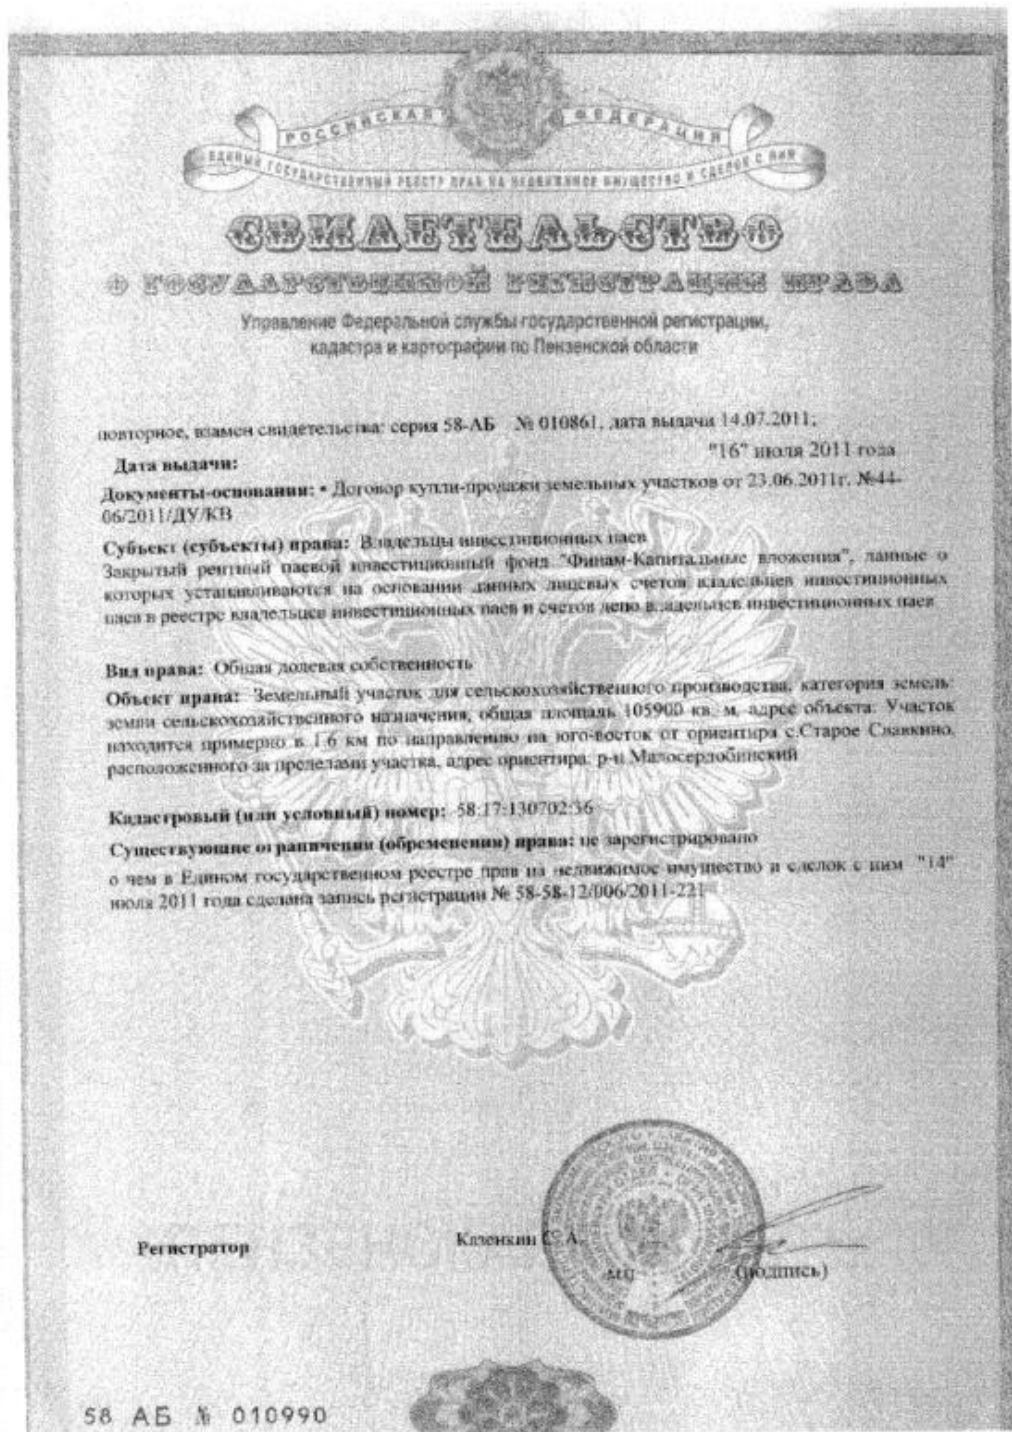 РОССИЙСКАЯ ФЕДЕРАЦИЯ
ЕДИНЫЙ ГОСУДАРСТВЕННЫЙ РЕЕСТР ПРАВ НА НЕДВИЖИМОЕ ИМУЩЕСТВО И СДЕЛОК С НИМ
СВИДЕТЕЛЬСТВО
О ГОСУДАРСТВЕННОЙ РЕГИСТРАЦИИ ПРАВА
Управление Федеральной службы государственной регистрации,
кадастра и картографии по Пензенской области
повторное, взамен свидетельства: серия 58-АБ № 010861, дата выдачи 14.07.2011;
Дата выдачи: "16" июля 2011 года
Документы-основания: • Договор купли-продажи земельных участков от 23.06.2011г. №44-
06/2011/ДУ/КВ
Субъект (субъекты) права: Владельцы инвестиционных паев
Закрытый рентный паевой инвестиционный фонд "Финам-Капитальные вложения", данные о
которых устанавливаются на основании данных лицевых счетов владельцев инвестиционных
паев в реестре владельцев инвестиционных паев и счетов депо владельцев инвестиционных паев
Вид права: Общая долевая собственность
Объект права: Земельный участок для сельскохозяйственного производства, категория земель:
земли сельскохозяйственного назначения, общая площадь 105900 кв. м, адрес объекта: Участок
находится примерно в 1,6 км по направлению на юго-восток от ориентира с.Старое Славкино,
расположенного за пределами участка, адрес ориентира: р-н Малосердобинский
Кадастровый (или условный) номер: 58:17:130702:36
Существующие ограничения (обременения) права: не зарегистрировано
о чем в Едином государственном реестре прав на недвижимое имущество и сделок с ним "14"
июля 2011 года сделана запись регистрации № 58-58-12/006/2011-221
Регистратор Казенкин С.А.
м.п. (подпись)
58 АБ № 010990